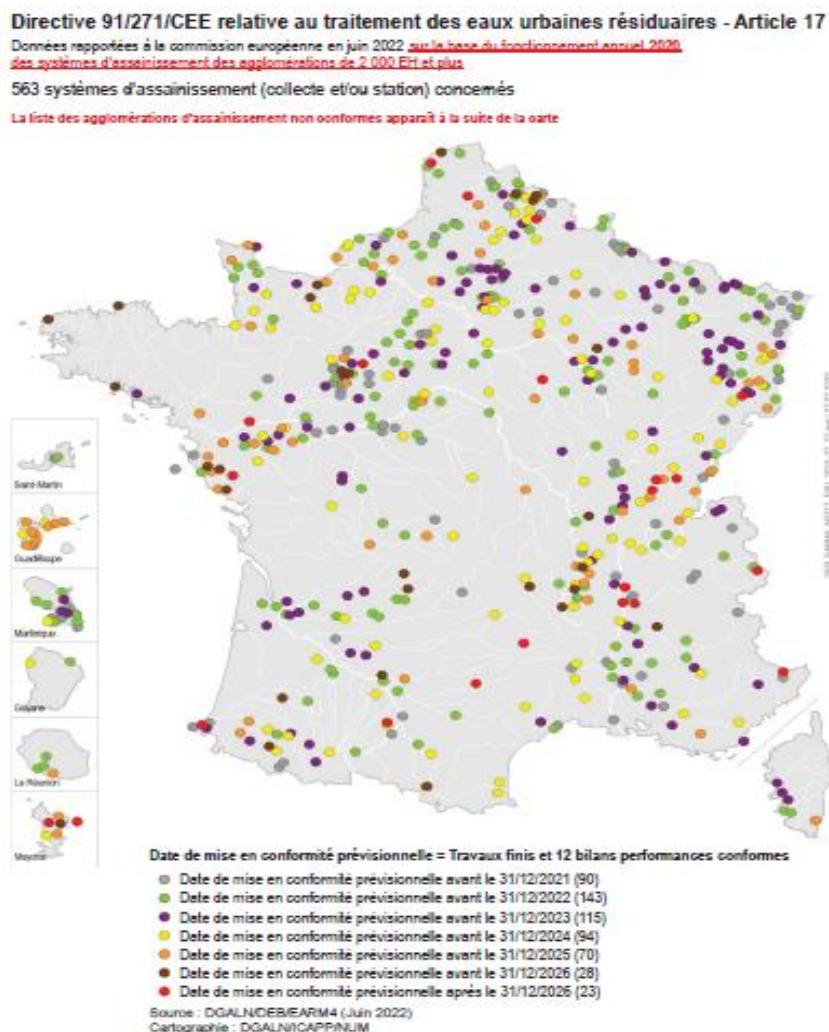 Directive 91/271/CEE relative au traitement des eaux urbaines résiduaires - Article 17
Données rapportées à la commission européenne en juin 2022 sur la base du fonctionnement annuel 2020
des systèmes d'assainissement des agglomérations de 2 000 EH et plus
563 systèmes d'assainissement (collecte et/ou station) concernés
La liste des agglomérations d'assainissement non conformes apparaît à la suite de la carte
Saint-Martin
Guadeloupe
Martinique
Guyane
La Réunion
Mayotte
Date de mise en conformité prévisionnelle = Travaux finis et 12 bilans performances conformes
Date de mise en conformité prévisionnelle avant le 31/12/2021 (90)
Date de mise en conformité prévisionnelle avant le 31/12/2022 (143)
Date de mise en conformité prévisionnelle avant le 31/12/2023 (115)
Date de mise en conformité prévisionnelle avant le 31/12/2024 (94)
Date de mise en conformité prévisionnelle avant le 31/12/2025 (70)
Date de mise en conformité prévisionnelle avant le 31/12/2026 (28)
Date de mise en conformité prévisionnelle après le 31/12/2026 (23)
Source : DGALN/DEB/EARM4 (Juin 2022)
Cartographie : DGALN/ICAPP/NUM